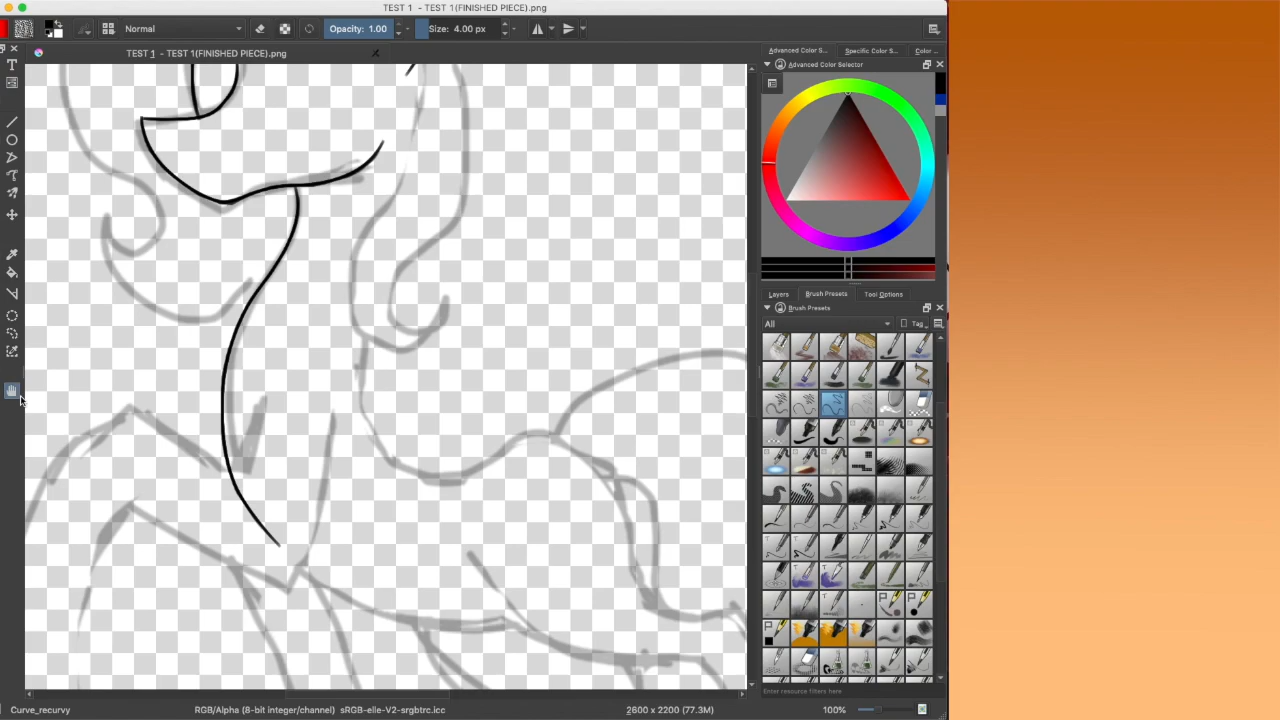 TEST 1  - TEST 1(FINISHED PIECE).png
Normal
Opacity: 1.00
Size: 4.00 px
TEST 1  - TEST 1(FINISHED PIECE).png
Advanced Color S...
Specific Color S...
Color ...
Advanced Color Selector
Layers
Brush Presets
Tool Options
Brush Presets
All
Tag
Enter resource filters here
Curve_recurvy
RGB/Alpha (8-bit integer/channel)  sRGB-elle-V2-srgbtrc.icc
2600 x 2200 (77.3M)
100%